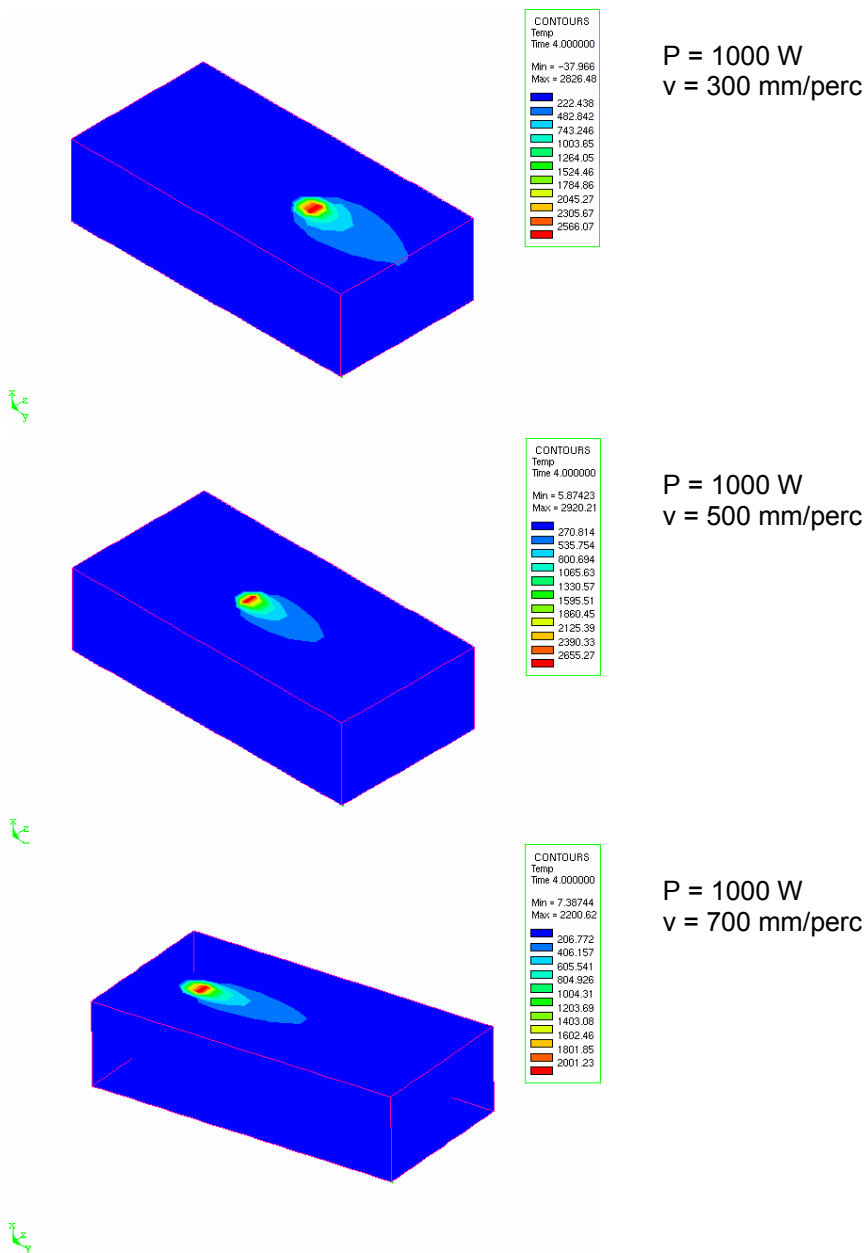 CONTOURS
Temp
Time 4.000000
Min = −37.966
Max = 2826.48
222.438
482.842
743.246
1003.65
1264.05
1524.46
1784.86
2045.27
2305.67
2566.07
P = 1000 W
v = 300 mm/perc
x
z
y
CONTOURS
Temp
Time 4.000000
Min = 5.87423
Max = 2920.21
270.814
535.754
800.694
1065.63
1330.57
1595.51
1860.45
2125.39
2390.33
2655.27
P = 1000 W
v = 500 mm/perc
x
z
CONTOURS
Temp
Time 4.000000
Min = 7.38744
Max = 2200.62
206.772
406.157
605.541
804.926
1004.31
1203.69
1403.08
1602.46
1801.85
2001.23
P = 1000 W
v = 700 mm/perc
x
z
y